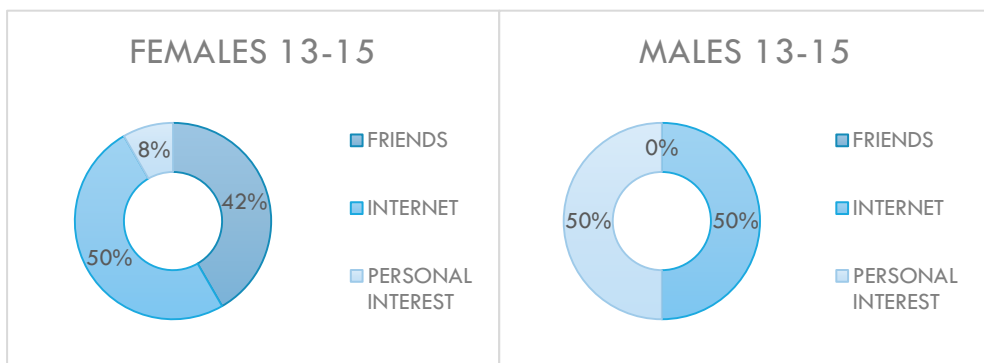 FEMALES 13-15
8%
42%
50%
FRIENDS
INTERNET
PERSONAL
INTEREST
MALES 13-15
0%
50%
50%
FRIENDS
INTERNET
PERSONAL
INTEREST